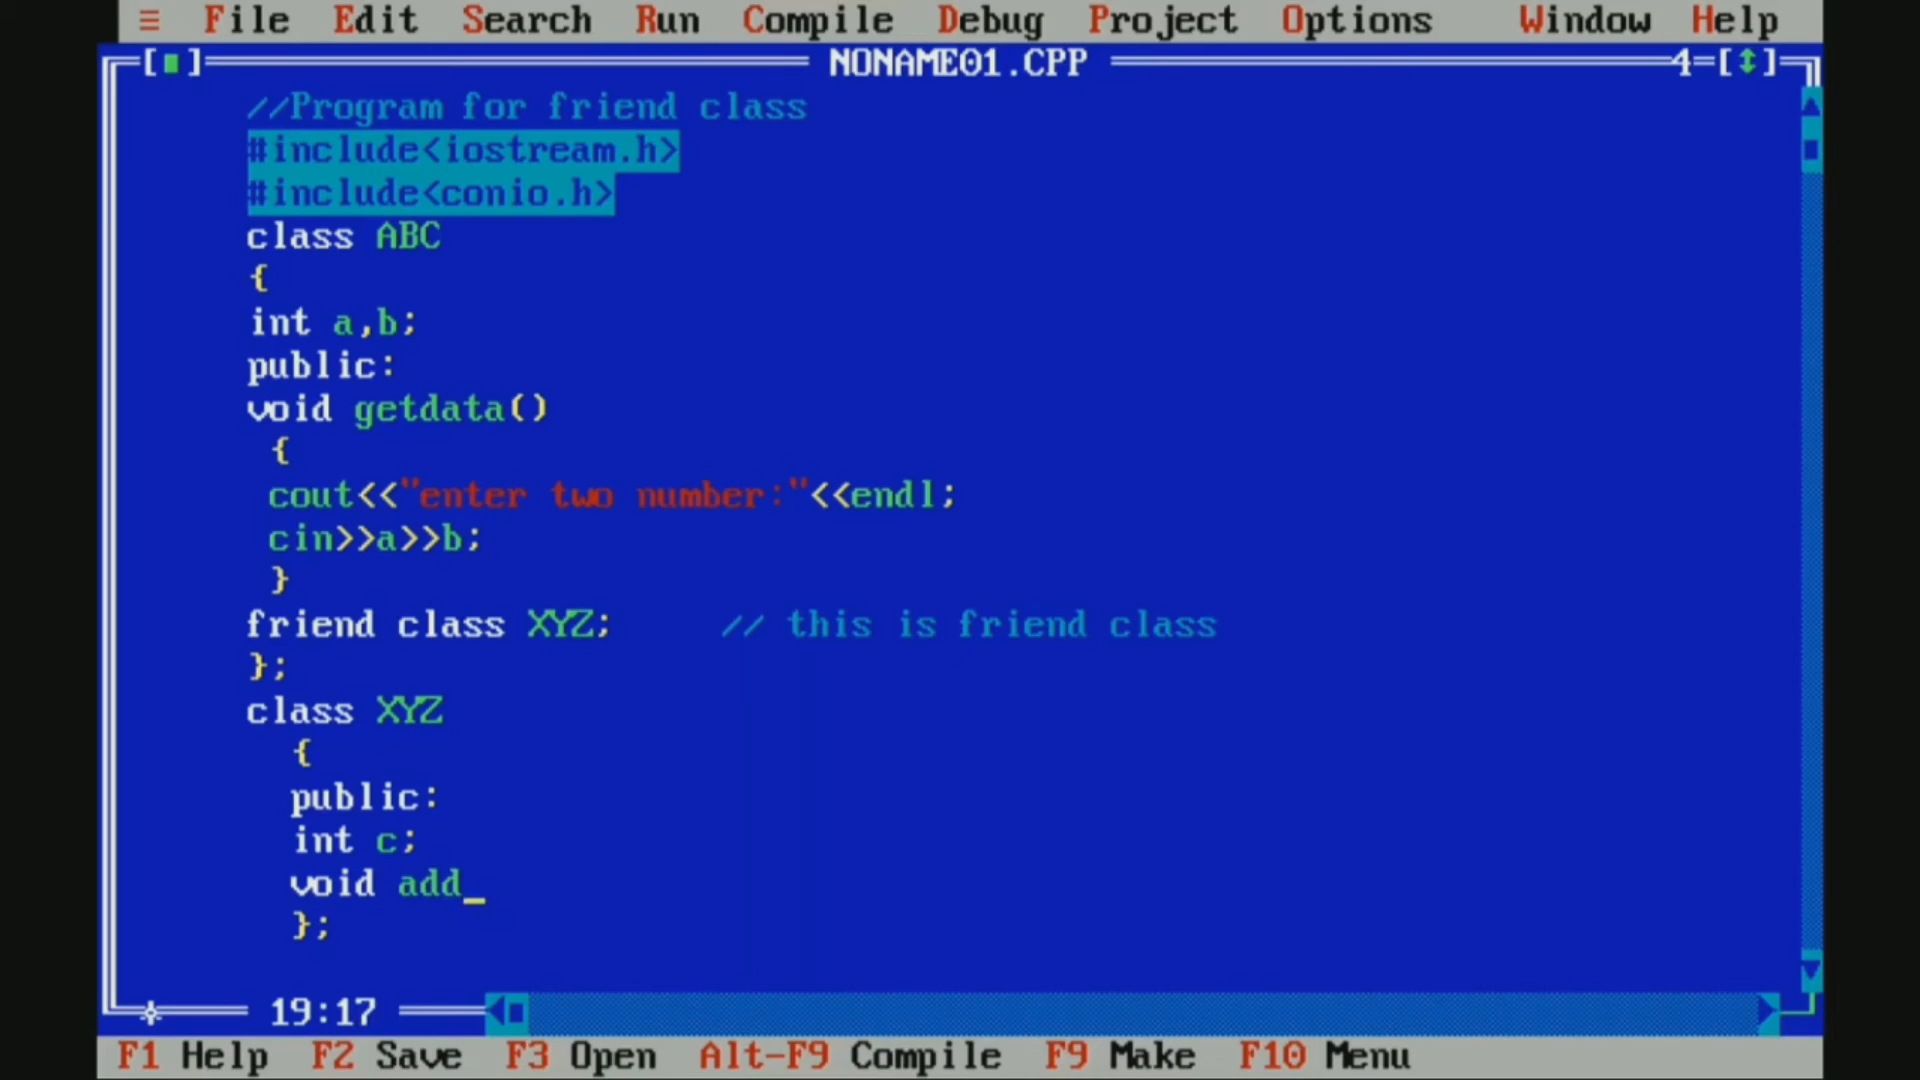 ≡ File Edit Search Run Compile Debug Project Options Window Help
[■] NONAME01.CPP 4=[↕]
//Program for friend class
#include<iostream.h>
#include<conio.h>
class ABC
{
int a,b;
public:
void getdata()
{
cout<<"enter two number:"<<endl;
cin>>a>>b;
}
friend class XYZ; // this is friend class
};
class XYZ
{
public:
int c;
void add_
};
19:17
F1 Help F2 Save F3 Open Alt-F9 Compile F9 Make F10 Menu